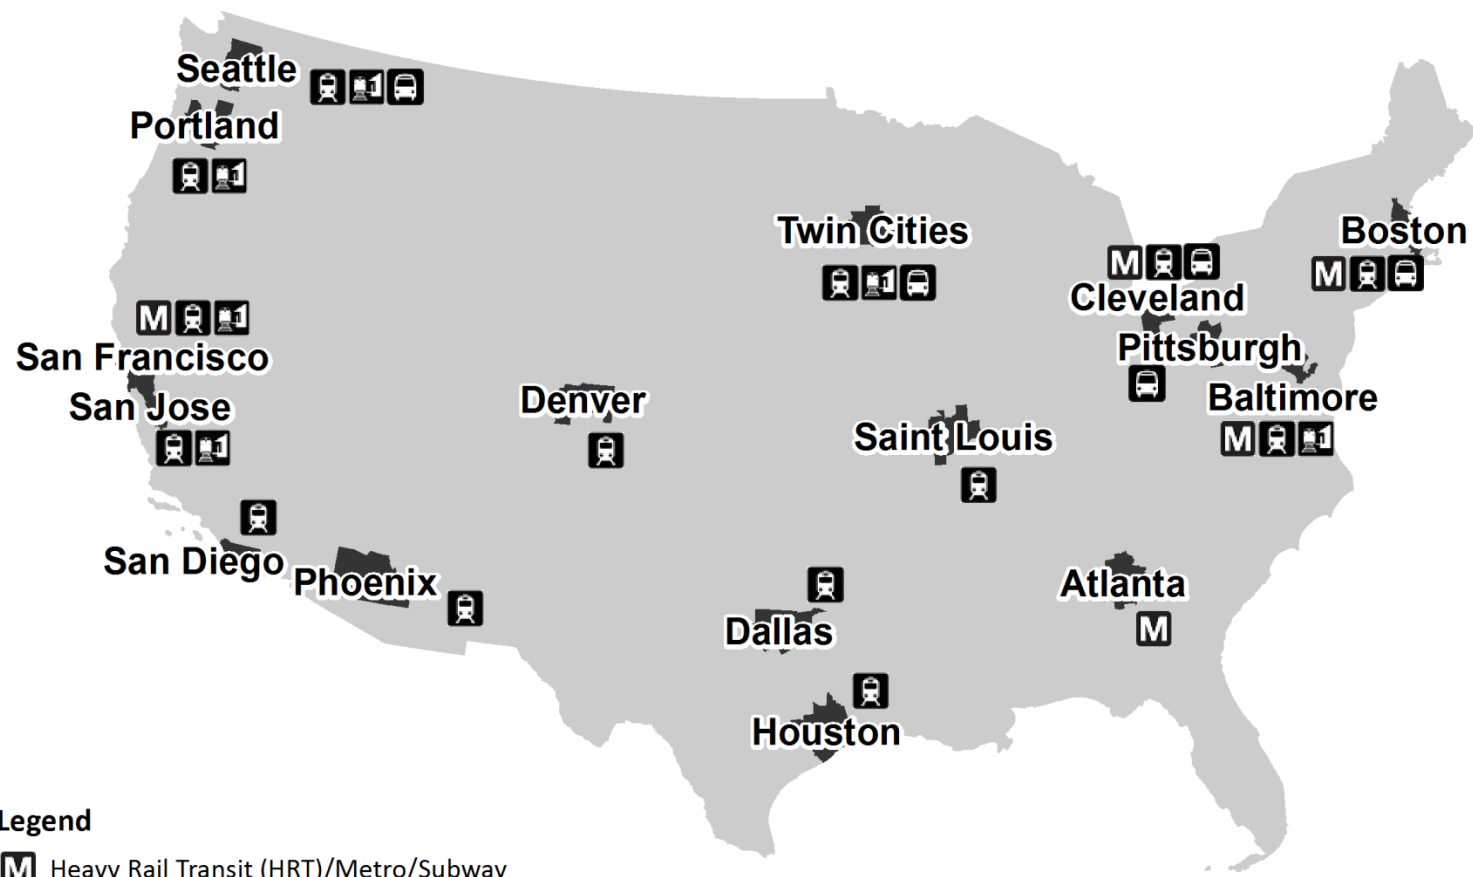 Seattle
Portland
Twin Cities
Boston
M
M
Cleveland
M
San Francisco
Pittsburgh
San Jose
Denver
Baltimore
Saint Louis
M
San Diego
Phoenix
Atlanta
Dallas
M
Houston
Legend
M Heavy Rail Transit (HRT)/Metro/Subway